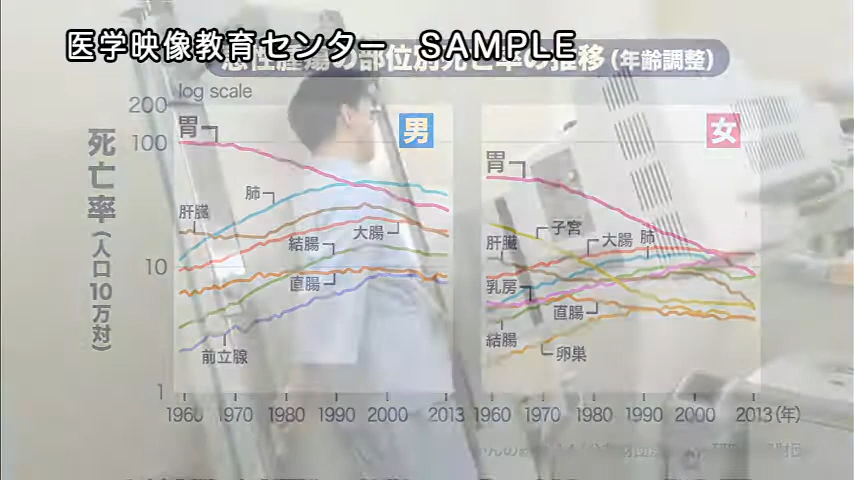 医学映像教育センター SAMPLE
悪性腫瘍の部位別死亡率の推移(年齢調整)
log scale
死亡率(人口10万対)
200
100
10
1
男
胃
肺
肝臓
大腸
結腸
直腸
前立腺
1960 1970 1980 1990 2000 2013
女
胃
子宮
肝臓
大腸
肺
乳房
直腸
結腸
卵巣
1960 1970 1980 1990 2000 2013(年)